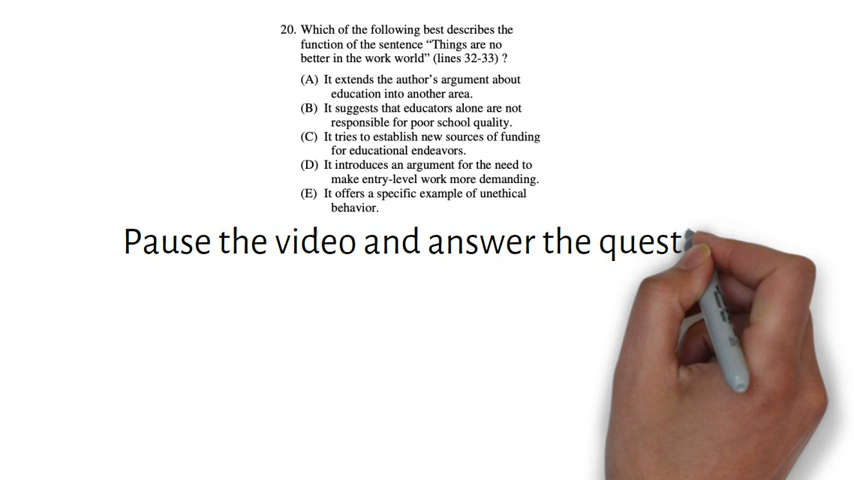 20. Which of the following best describes the
function of the sentence “Things are no
better in the work world” (lines 32-33) ?
(A) It extends the author’s argument about
education into another area.
(B) It suggests that educators alone are not
responsible for poor school quality.
(C) It tries to establish new sources of funding
for educational endeavors.
(D) It introduces an argument for the need to
make entry-level work more demanding.
(E) It offers a specific example of unethical
behavior.
Pause the video and answer the quest